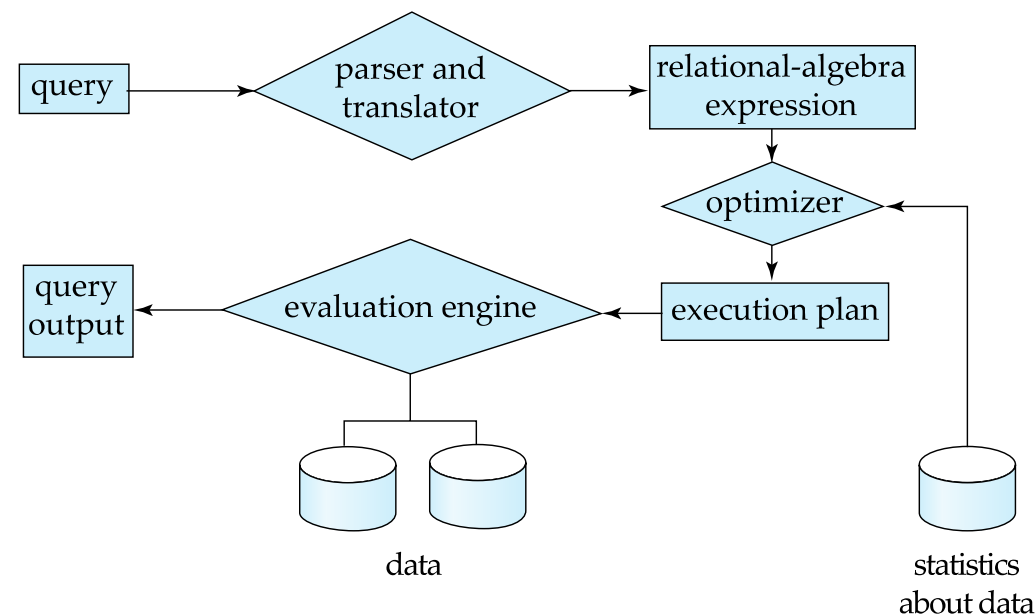 query
parser and
translator
relational-algebra
expression
optimizer
query
output
evaluation engine
execution plan
data
statistics
about data